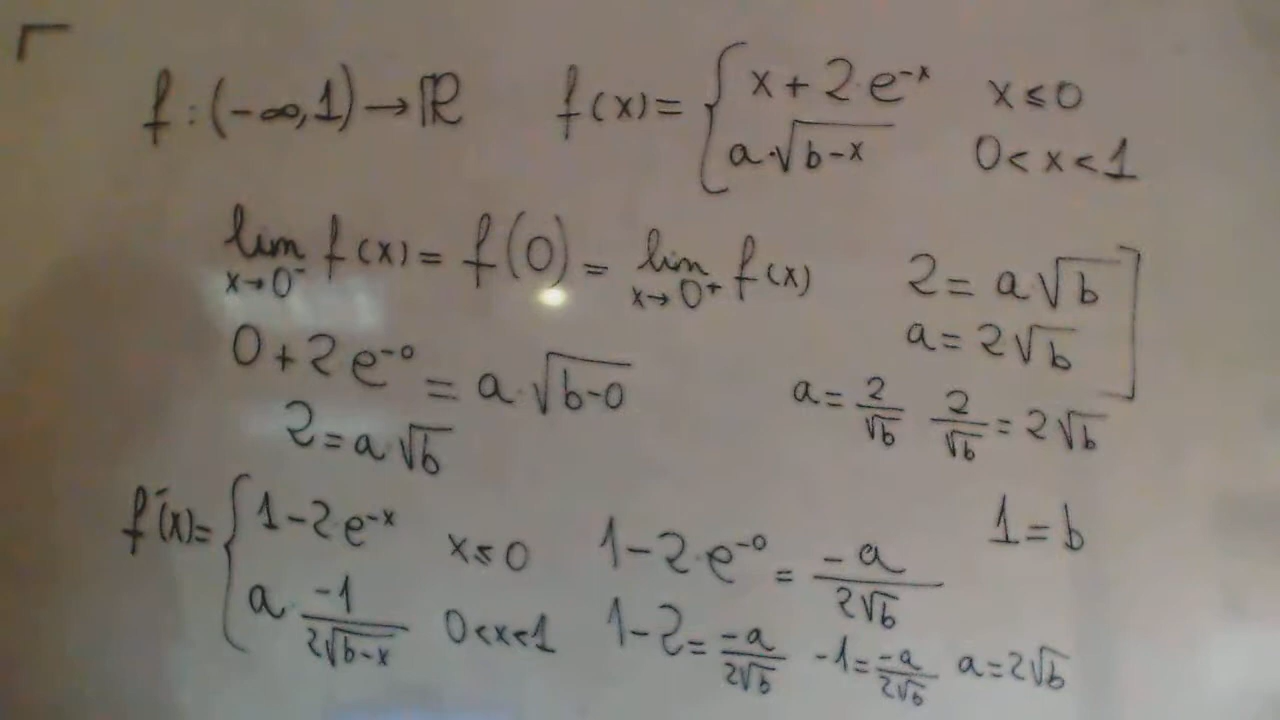 f : (-∞,1) → ℝ f(x) = { x + 2·e^{-x} x ≤ 0
a·√(b-x) 0 < x < 1
lim_{x→0⁻} f(x) = f(0) = lim_{x→0⁺} f(x)
0 + 2e^{-0} = a·√(b-0)
2 = a√b
2 = a√b ]
a = 2√b
a = 2/√b 2/√b = 2√b
1 = b
f'(x) = { 1 - 2·e^{-x} x ≤ 0
a · -1/(2√(b-x)) 0 < x < 1
1 - 2·e^{-0} = -a/(2√b)
1 - 2 = -a/(2√b) -1 = -a/(2√b) a = 2√b